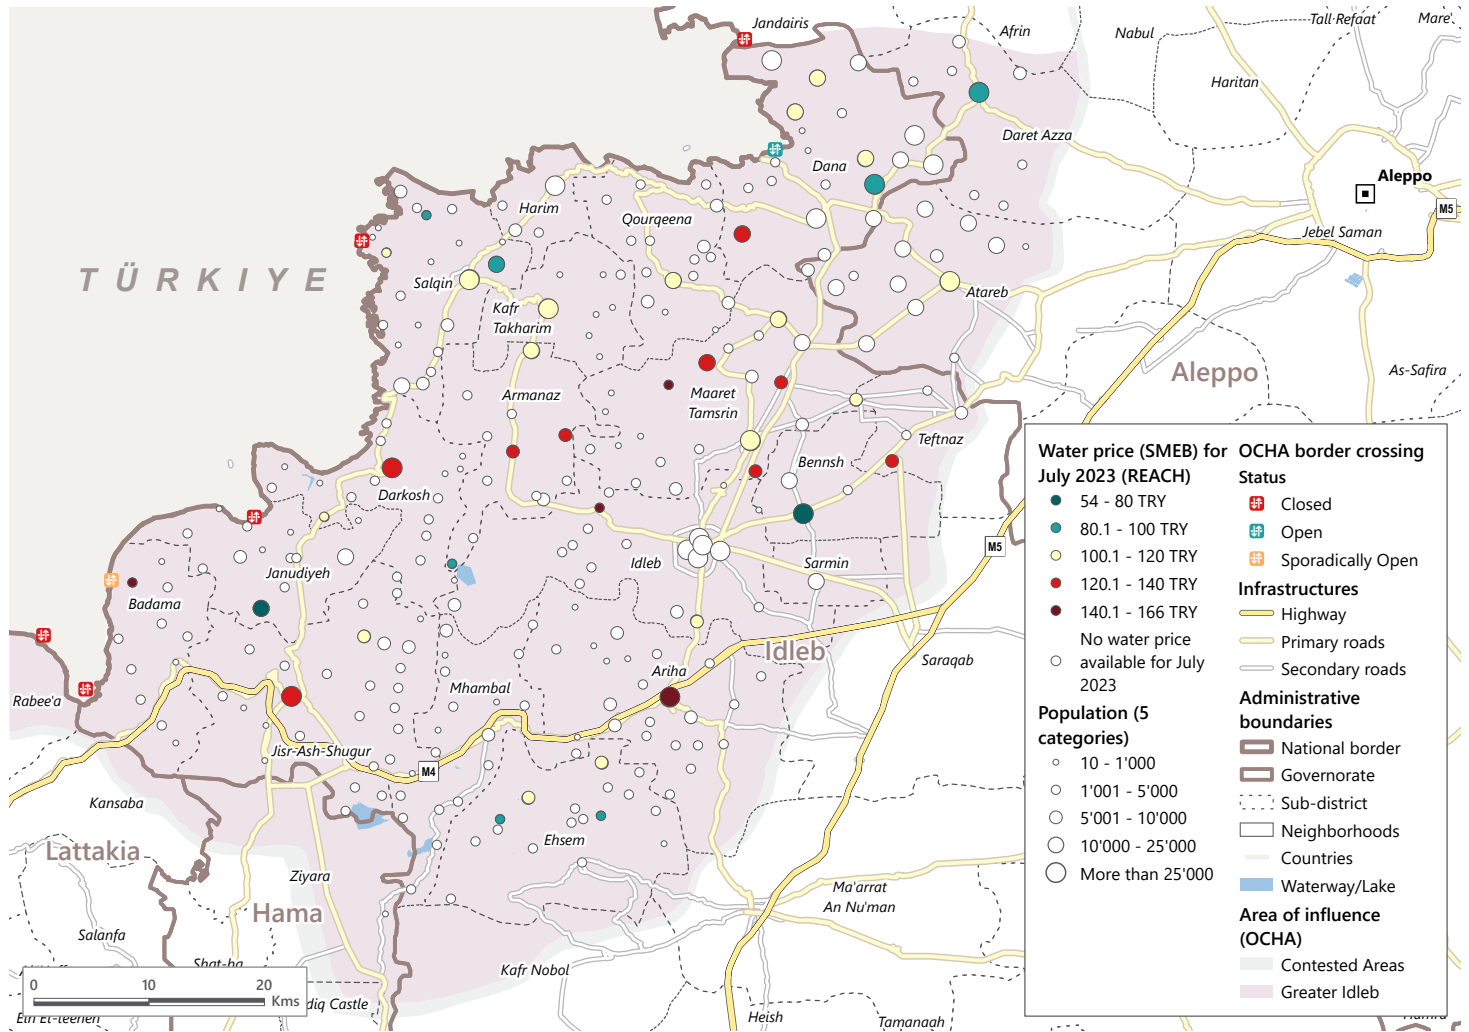 Jandairis
Afrin
Nabul
Tall Refaat
Mare'
Haritan
Daret Azza
Dana
Aleppo
M5
Jebel Saman
Harim
Qourqeena
TÜRKIYE
Salqin
Kafr
Takharim
Atareb
Aleppo
As-Safira
Armanaz
Maaret
Tamsrin
Teftnaz
Bennsh
Darkosh
M5
Idleb
Sarmin
Janudiyeh
Badama
Idleb
Saraqab
Ariha
Mhambal
Rabee'a
Jisr-Ash-Shugur
M4
Kansaba
Ehsem
Lattakia
Ziyara
Hama
Ma'arrat
An Nu'man
Salanfa
Kafr Nobol
Heish
Tamanaah
Water price (SMEB) for
July 2023 (REACH)
54 - 80 TRY
80.1 - 100 TRY
100.1 - 120 TRY
120.1 - 140 TRY
140.1 - 166 TRY
No water price
available for July
2023
Population (5
categories)
10 - 1'000
1'001 - 5'000
5'001 - 10'000
10'000 - 25'000
More than 25'000
OCHA border crossing
Status
Closed
Open
Sporadically Open
Infrastructures
Highway
Primary roads
Secondary roads
Administrative
boundaries
National border
Governorate
Sub-district
Neighborhoods
Countries
Waterway/Lake
Area of influence
(OCHA)
Contested Areas
Greater Idleb
0 10 20
Kms
Castle